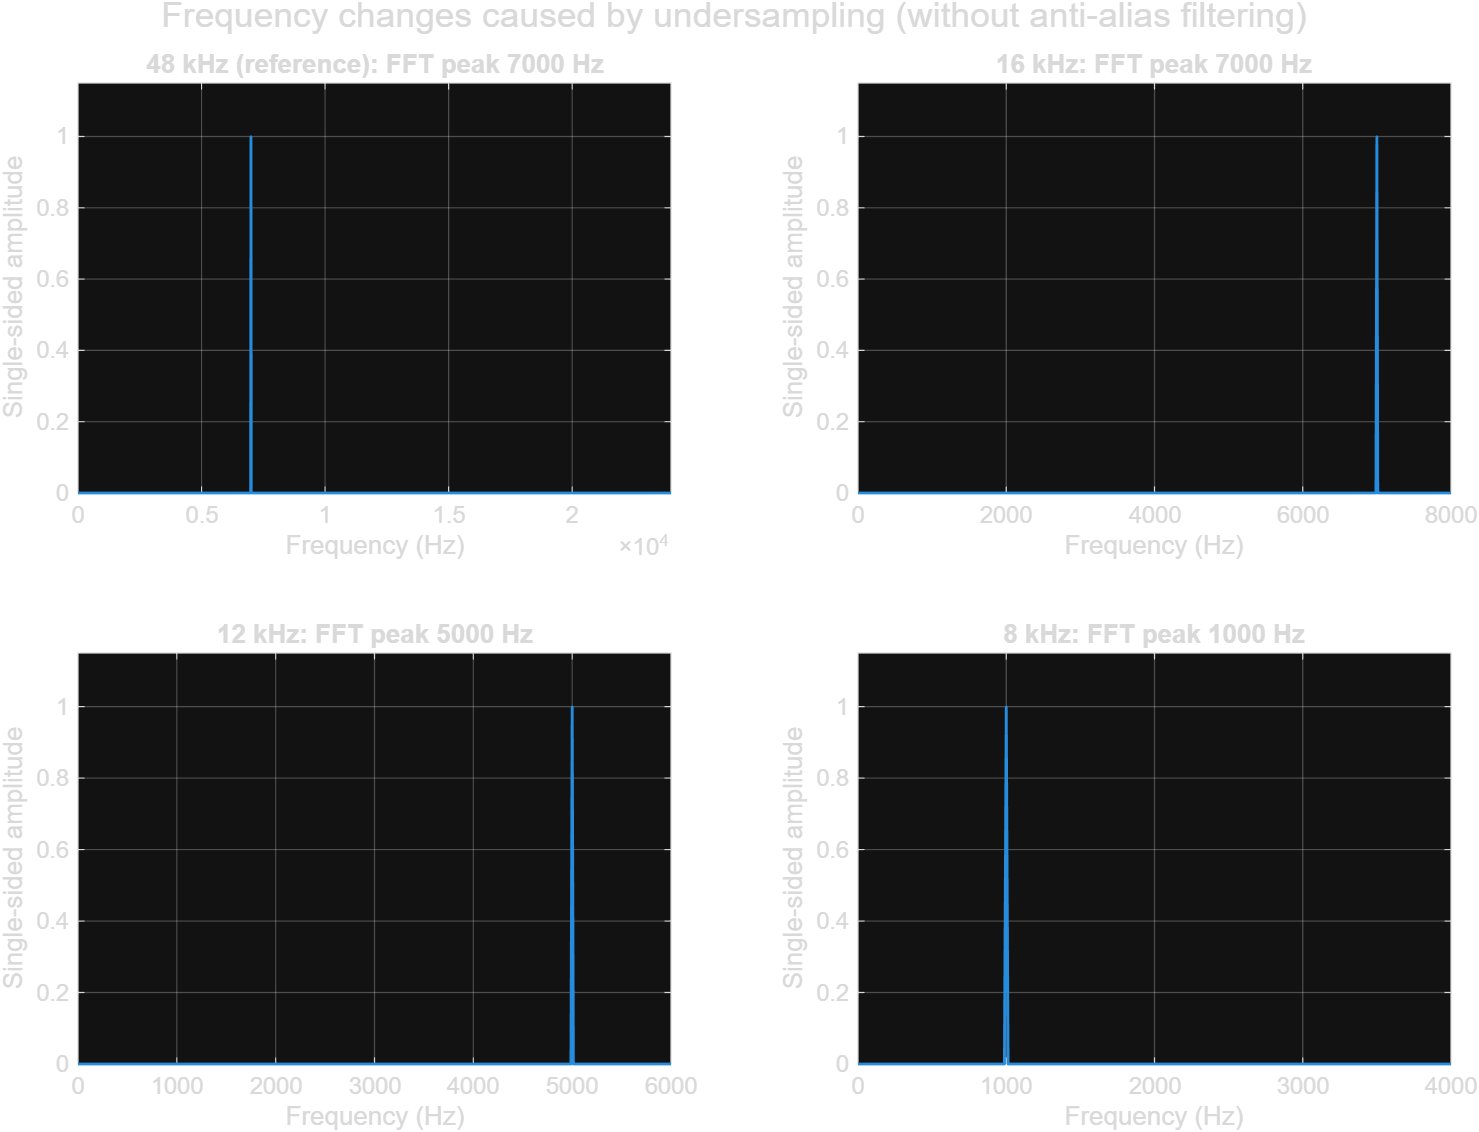 Frequency changes caused by undersampling (without anti-alias filtering)
48 kHz (reference): FFT peak 7000 Hz
Single-sided amplitude
1
0.8
0.6
0.4
0.2
0
0 0.5 1 1.5 2
Frequency (Hz)
×10⁴
16 kHz: FFT peak 7000 Hz
Single-sided amplitude
1
0.8
0.6
0.4
0.2
0
0 2000 4000 6000 8000
Frequency (Hz)
12 kHz: FFT peak 5000 Hz
Single-sided amplitude
1
0.8
0.6
0.4
0.2
0
0 1000 2000 3000 4000 5000 6000
Frequency (Hz)
8 kHz: FFT peak 1000 Hz
Single-sided amplitude
1
0.8
0.6
0.4
0.2
0
0 1000 2000 3000 4000
Frequency (Hz)